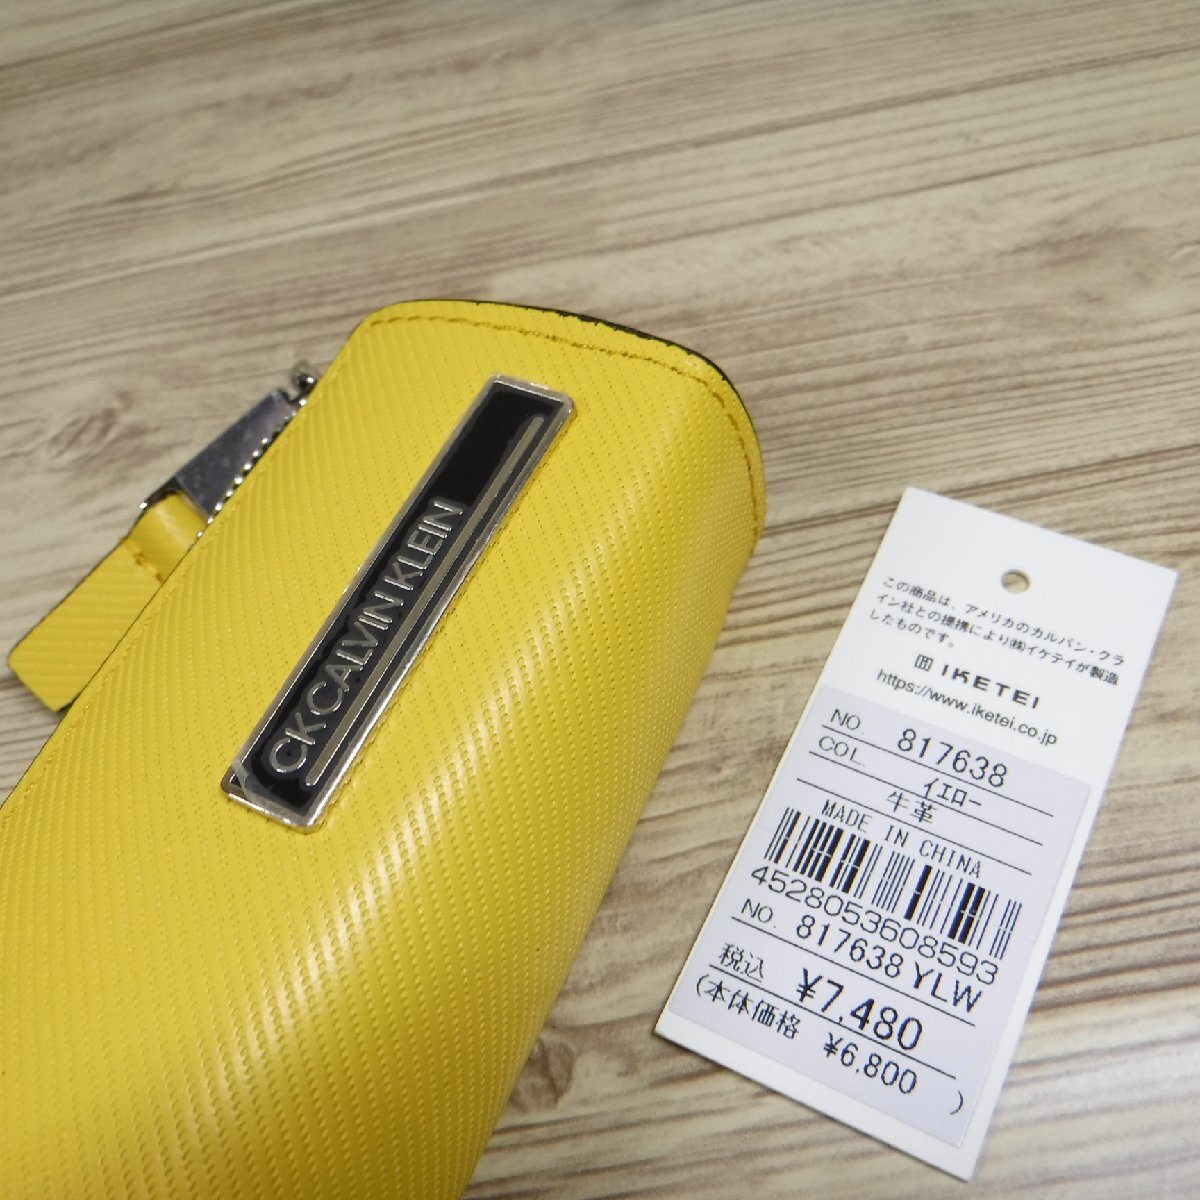 CK CALVIN KLEIN
この商品は、アメリカのカルバン・クラ
イン社との提携により㈱イケテイが製造
したものです。
IKETEI
https://www.iketei.co.jp
NO. 817638
COL. イエロー
牛革
MADE IN CHINA
4528053608593
NO. 817638 YLW
税込 ¥7,480
(本体価格 ¥6,800 )